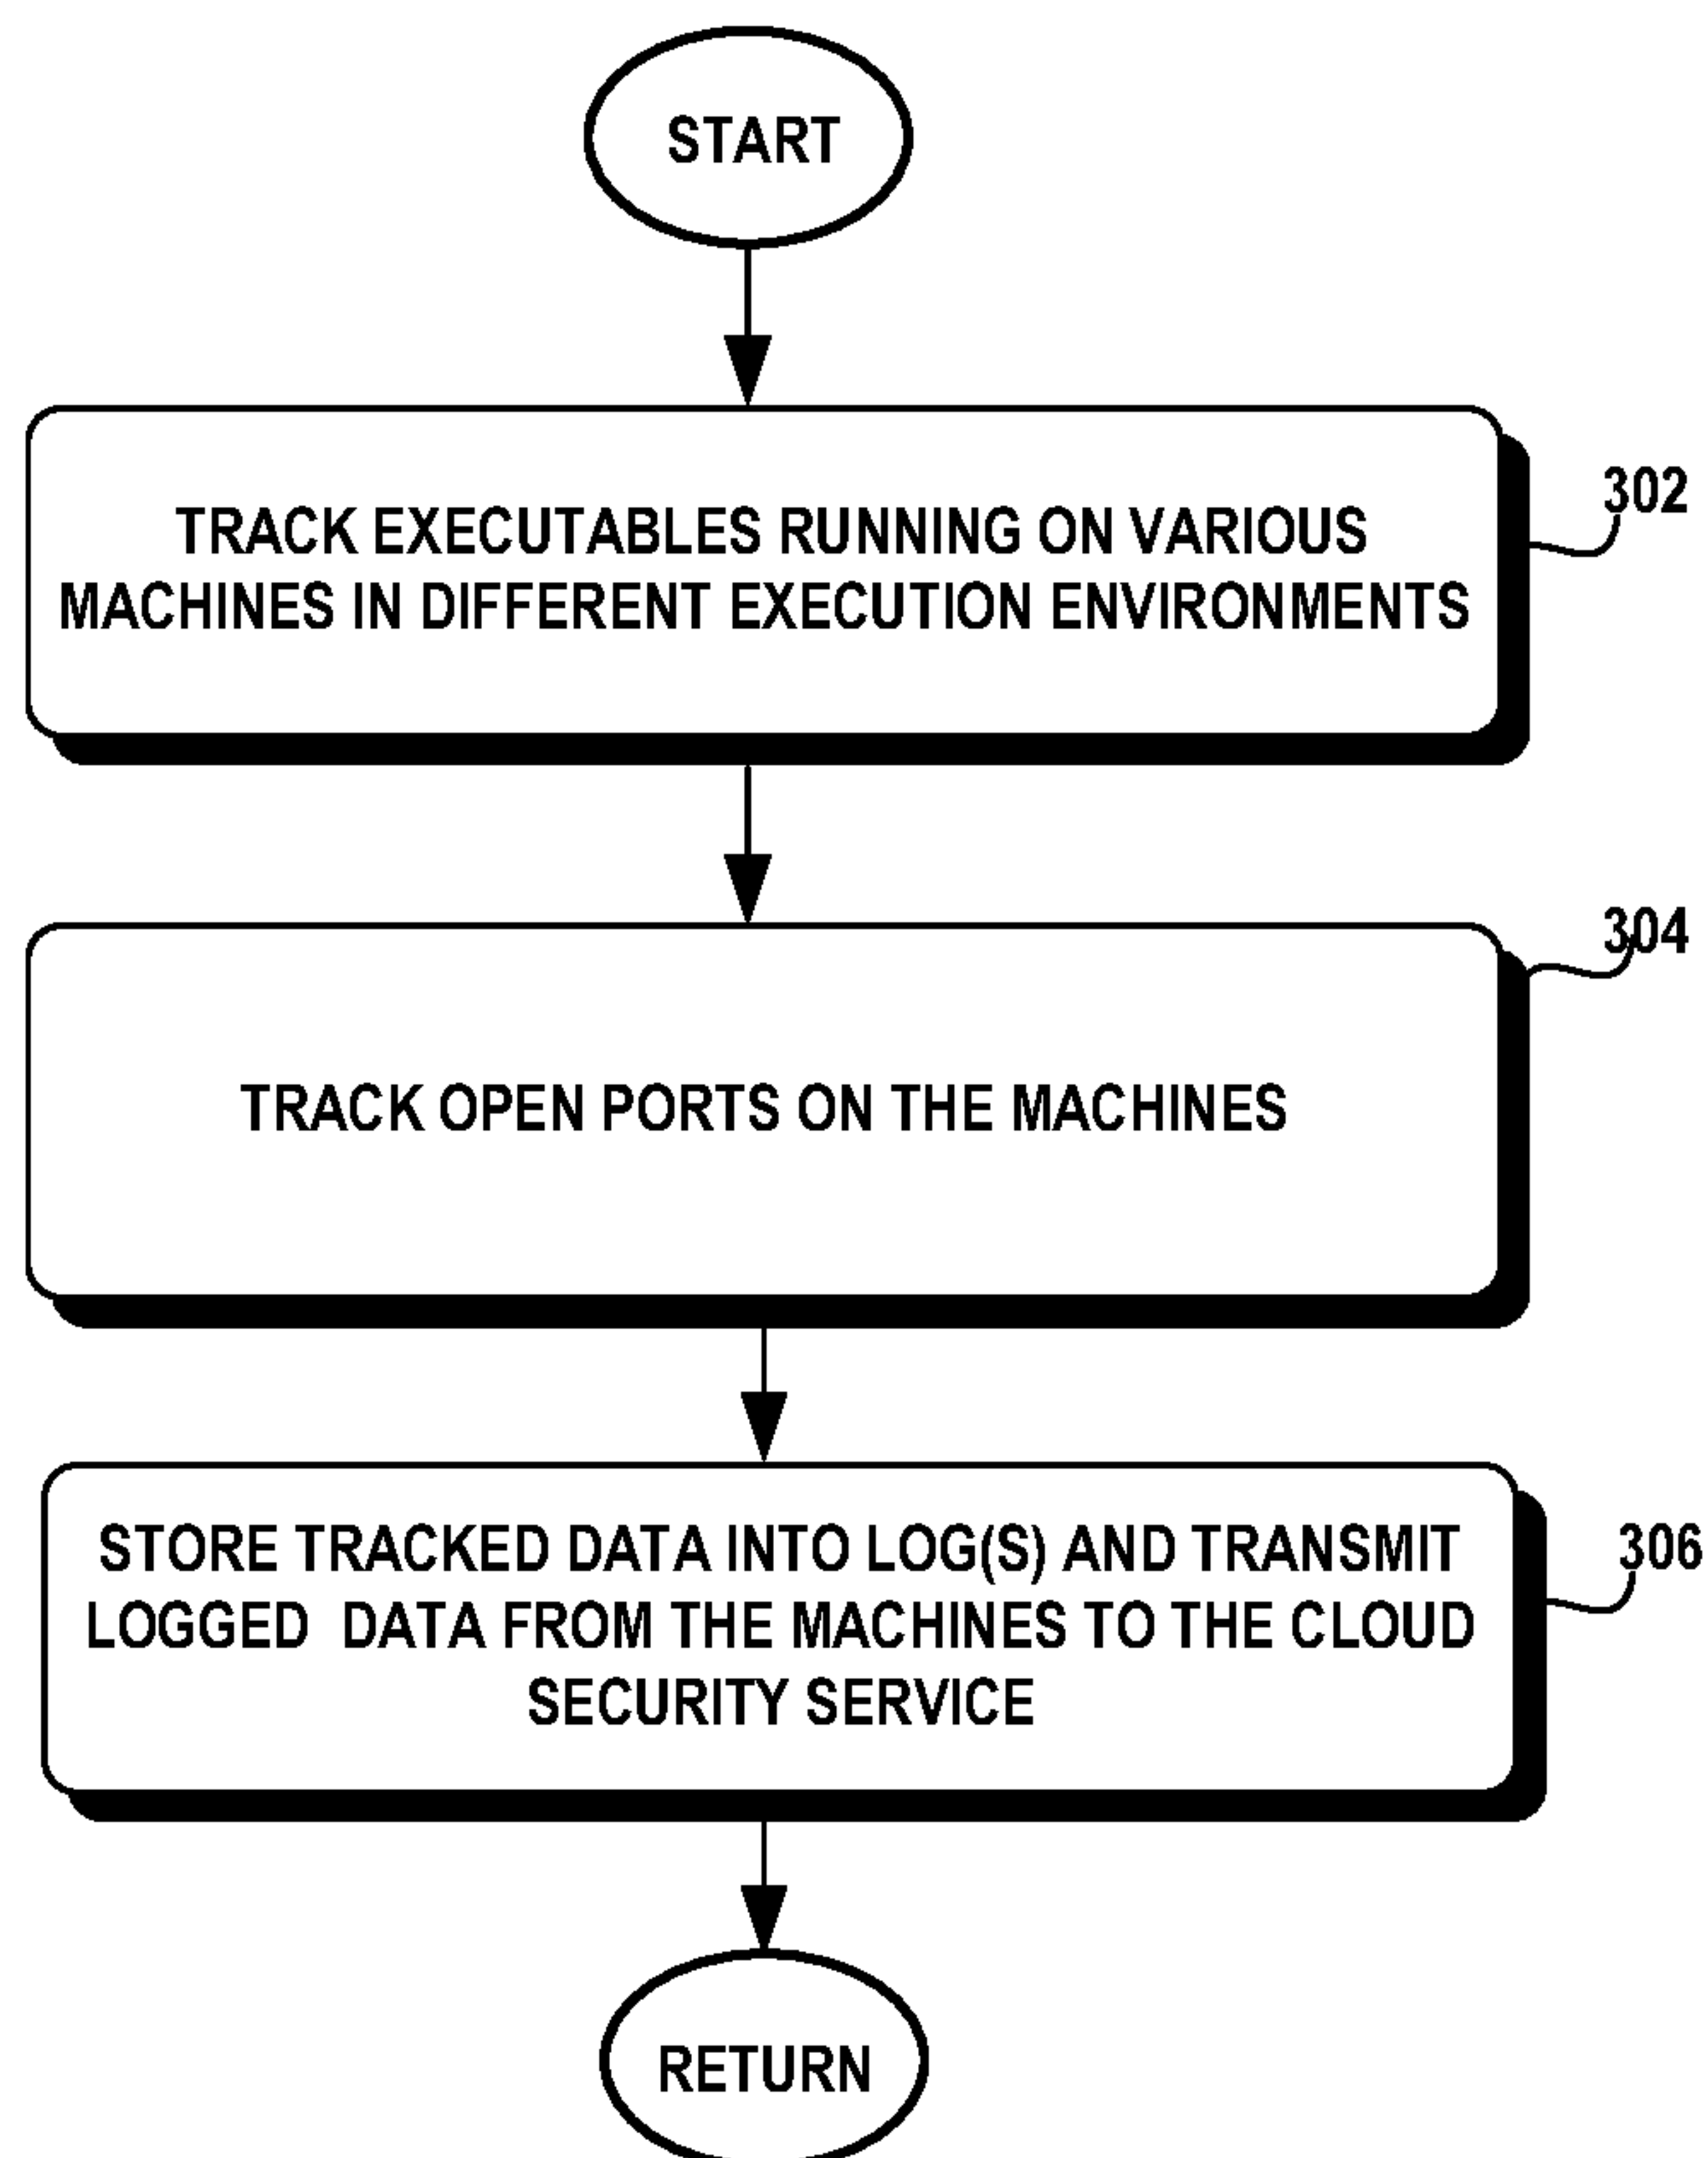 START
TRACK EXECUTABLES RUNNING ON VARIOUS
MACHINES IN DIFFERENT EXECUTION ENVIRONMENTS
302
304
TRACK OPEN PORTS ON THE MACHINES
STORE TRACKED DATA INTO LOG(S) AND TRANSMIT
LOGGED DATA FROM THE MACHINES TO THE CLOUD
SECURITY SERVICE
306
RETURN